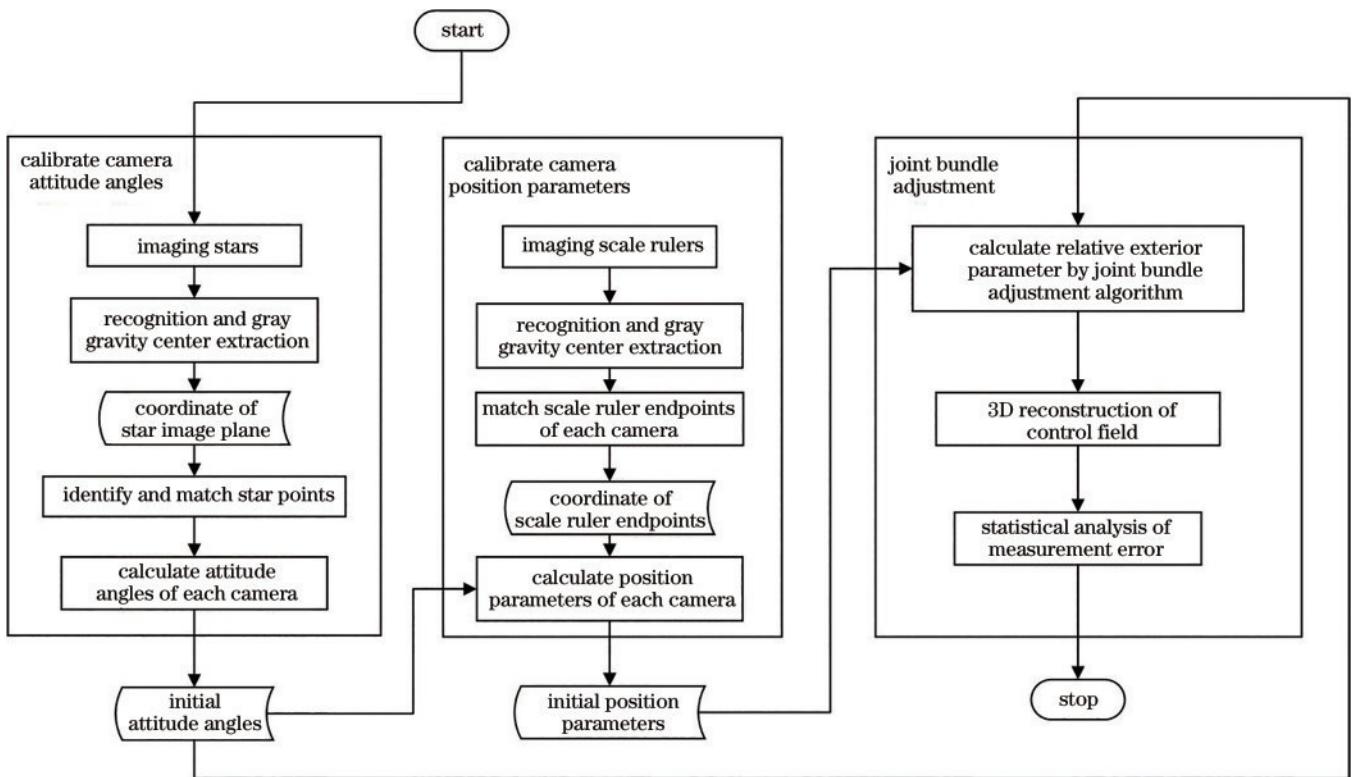 start
calibrate camera
attitude angles
imaging stars
recognition and gray
gravity center extraction
coordinate of
star image plane
identify and match star points
calculate attitude
angles of each camera
initial
attitude angles
calibrate camera
position parameters
imaging scale rulers
recognition and gray
gravity center extraction
match scale ruler endpoints
of each camera
coordinate of
scale ruler endpoints
calculate position
parameters of each camera
initial position
parameters
joint bundle
adjustment
calculate relative exterior
parameter by joint bundle
adjustment algorithm
3D reconstruction of
control field
statistical analysis of
measurement error
stop